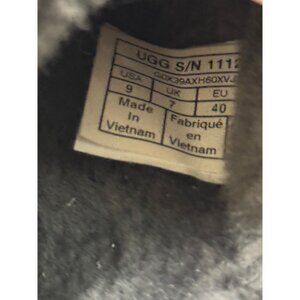 UGG S/N 1112
USA UK EU
9 7 40
Made in Vietnam
Fabriqué en Vietnam